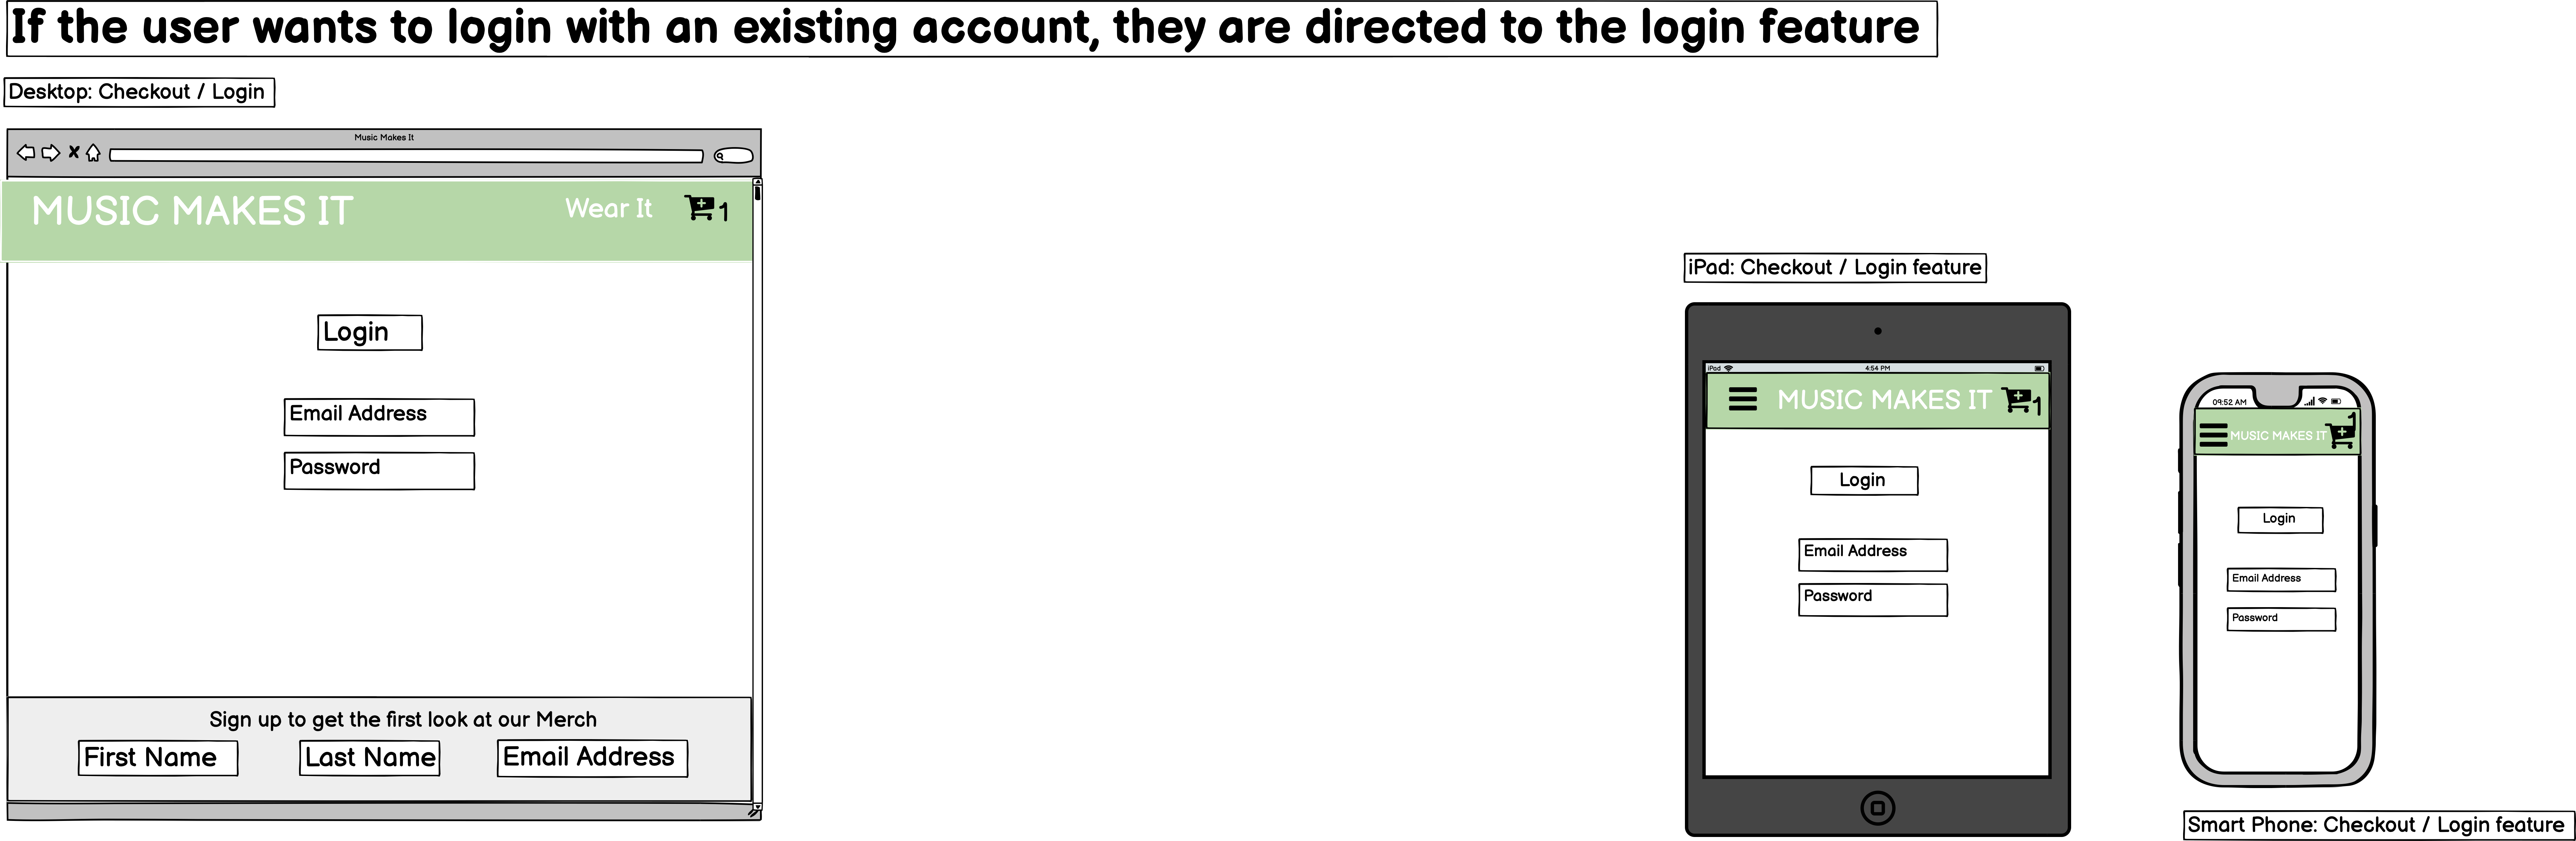 If the user wants to login with an existing account, they are directed to the login feature
Desktop: Checkout / Login
Music Makes It
MUSIC MAKES IT
Wear It
1
Login
Email Address
Password
Sign up to get the first look at our Merch
First Name
Last Name
Email Address
iPad: Checkout / Login feature
iPad
4:54 PM
MUSIC MAKES IT
1
Login
Email Address
Password
09:52 AM
1
MUSIC MAKES IT
Login
Email Address
Password
Smart Phone: Checkout / Login feature